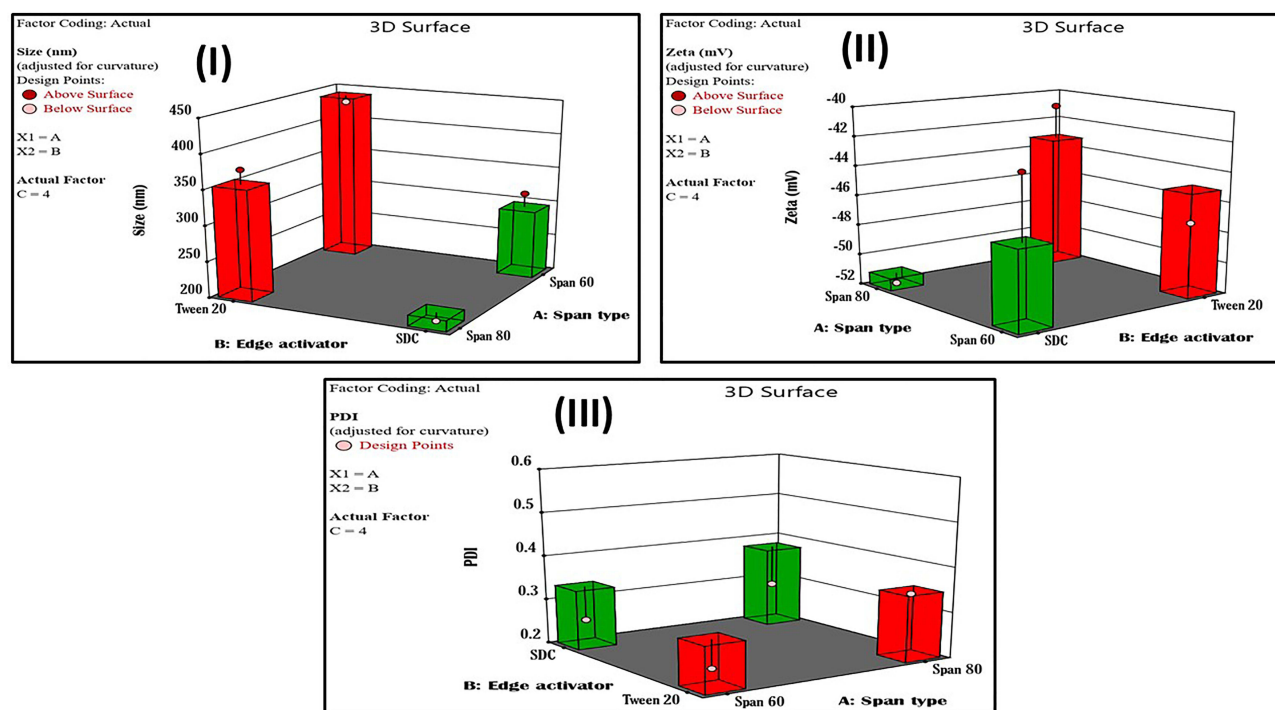 Factor Coding: Actual
3D Surface
(I)
Size (nm)
(adjusted for curvature)
Design Points:
Above Surface
Below Surface
X1 = A
X2 = B
Actual Factor
C = 4
450
400
350
300
250
200
Size (nm)
Tween 20
SDC
B: Edge activator
Span 80
Span 60
A: Span type
Factor Coding: Actual
3D Surface
(II)
Zeta (mV)
(adjusted for curvature)
Design Points:
Above Surface
Below Surface
X1 = A
X2 = B
Actual Factor
C = 4
-40
-42
-44
-46
-48
-50
-52
Zeta (mV)
Span 80
Span 60
A: Span type
SDC
Tween 20
B: Edge activator
Factor Coding: Actual
3D Surface
(III)
PDI
(adjusted for curvature)
Design Points
X1 = A
X2 = B
Actual Factor
C = 4
0.6
0.5
0.4
0.3
0.2
PDI
SDC
Tween 20
B: Edge activator
Span 60
Span 80
A: Span type